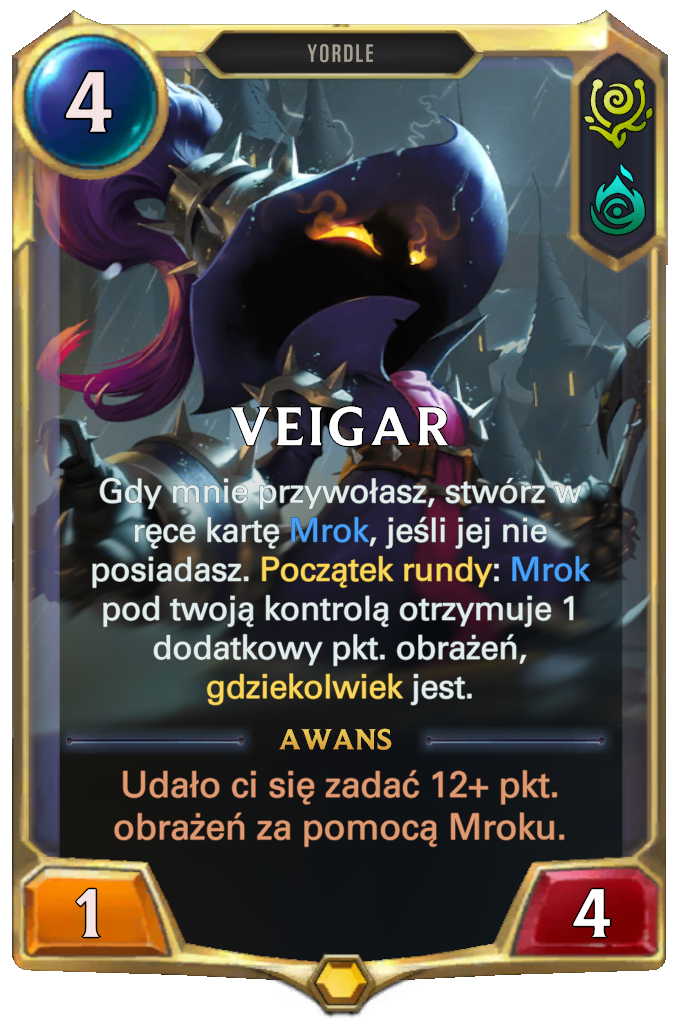 YORDLE
4
VEIGAR
Gdy mnie przywołasz, stwórz w
ręce kartę Mrok, jeśli jej nie
posiadasz. Początek rundy: Mrok
pod twoją kontrolą otrzymuje 1
dodatkowy pkt. obrażeń,
gdziekolwiek jest.
AWANS
Udało ci się zadać 12+ pkt.
obrażeń za pomocą Mroku.
1
4